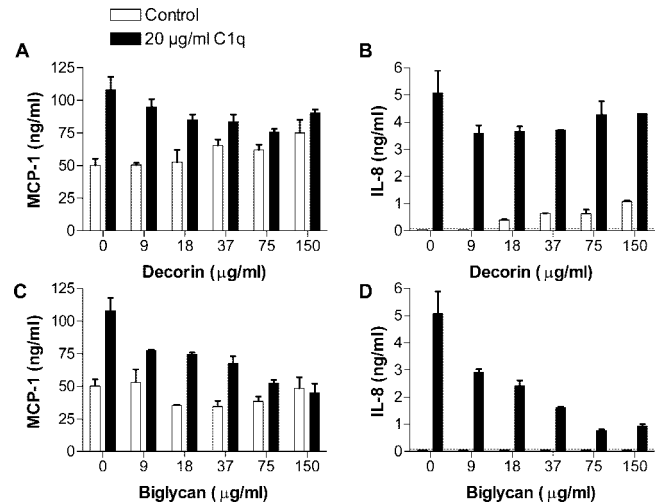 Control
20 µg/ml C1q
A
MCP-1 (ng/ml)
125
100
75
50
25
0
0 9 18 37 75 150
Decorin (µg/ml)
B
IL-8 (ng/ml)
6
5
4
3
2
1
0
0 9 18 37 75 150
Decorin (µg/ml)
C
MCP-1 (ng/ml)
125
100
75
50
25
0
0 9 18 37 75 150
Biglycan (µg/ml)
D
IL-8 (ng/ml)
6
5
4
3
2
1
0
0 9 18 37 75 150
Biglycan (µg/ml)